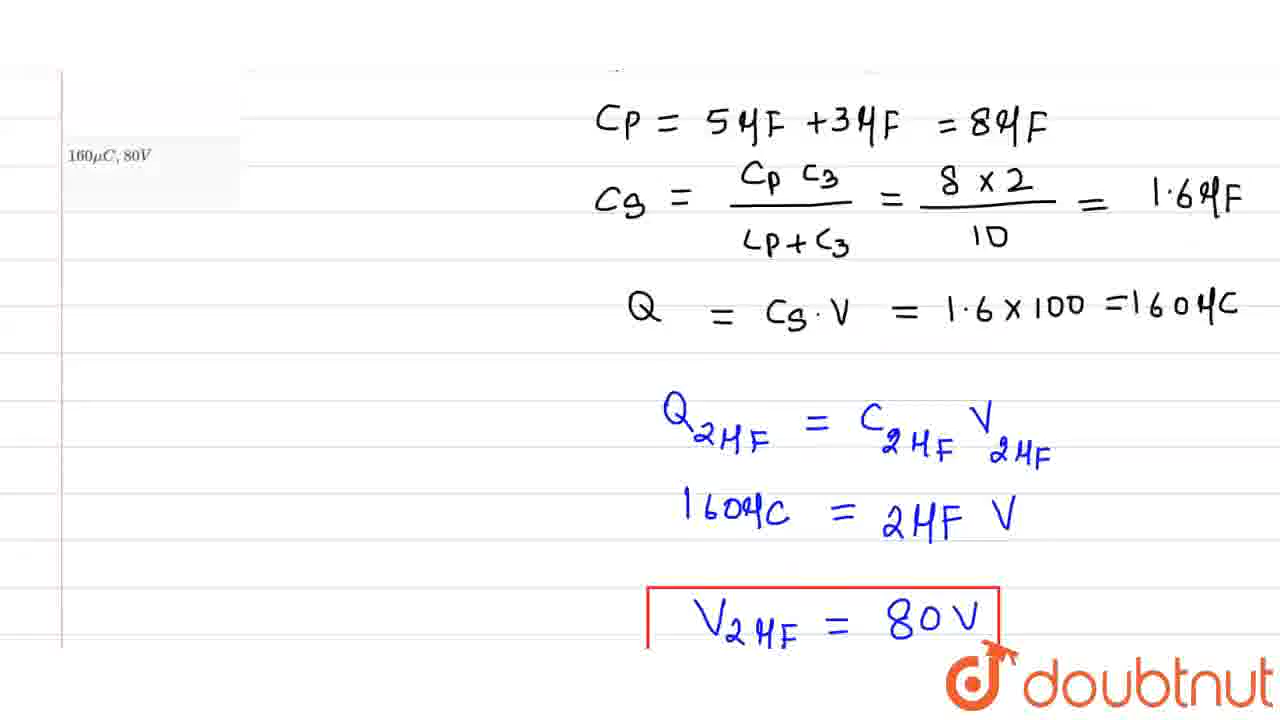 160μC, 80V
Cp = 5μF + 3μF = 8μF
Cs = Cp C3 / Cp + C3 = 8 × 2 / 10 = 1.6μF
Q = Cs . V = 1.6 × 100 = 160μC
Q2μF = C2μF V2μF
160μC = 2μF V
V2μF = 80 V
doubtnut